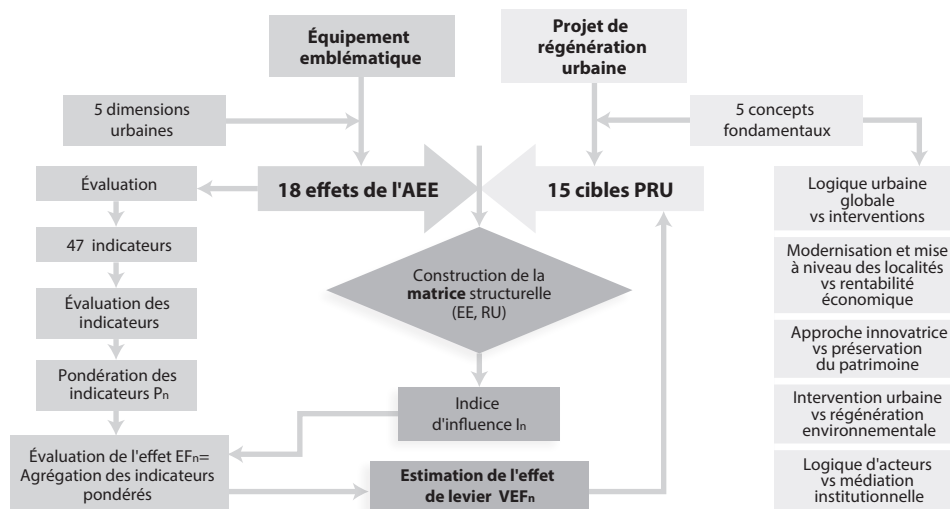 Équipement
emblématique
Projet de
régénération
urbaine
5 dimensions
urbaines
5 concepts
fondamentaux
Évaluation
18 effets de l'AEE
15 cibles PRU
Logique urbaine
globale
vs interventions
47 indicateurs
Construction de la
matrice structurelle
(EE, RU)
Modernisation et mise
à niveau des localités
vs rentabilité
économique
Évaluation des
indicateurs
Approche innovatrice
vs préservation
du patrimoine
Pondération des
indicateurs Pn
Indice
d'influence In
Intervention urbaine
vs régénération
environnementale
Évaluation de l'effet EFn=
Agrégation des indicateurs
pondérés
Estimation de l'effet
de levier VEFn
Logique d'acteurs
vs médiation
institutionnelle